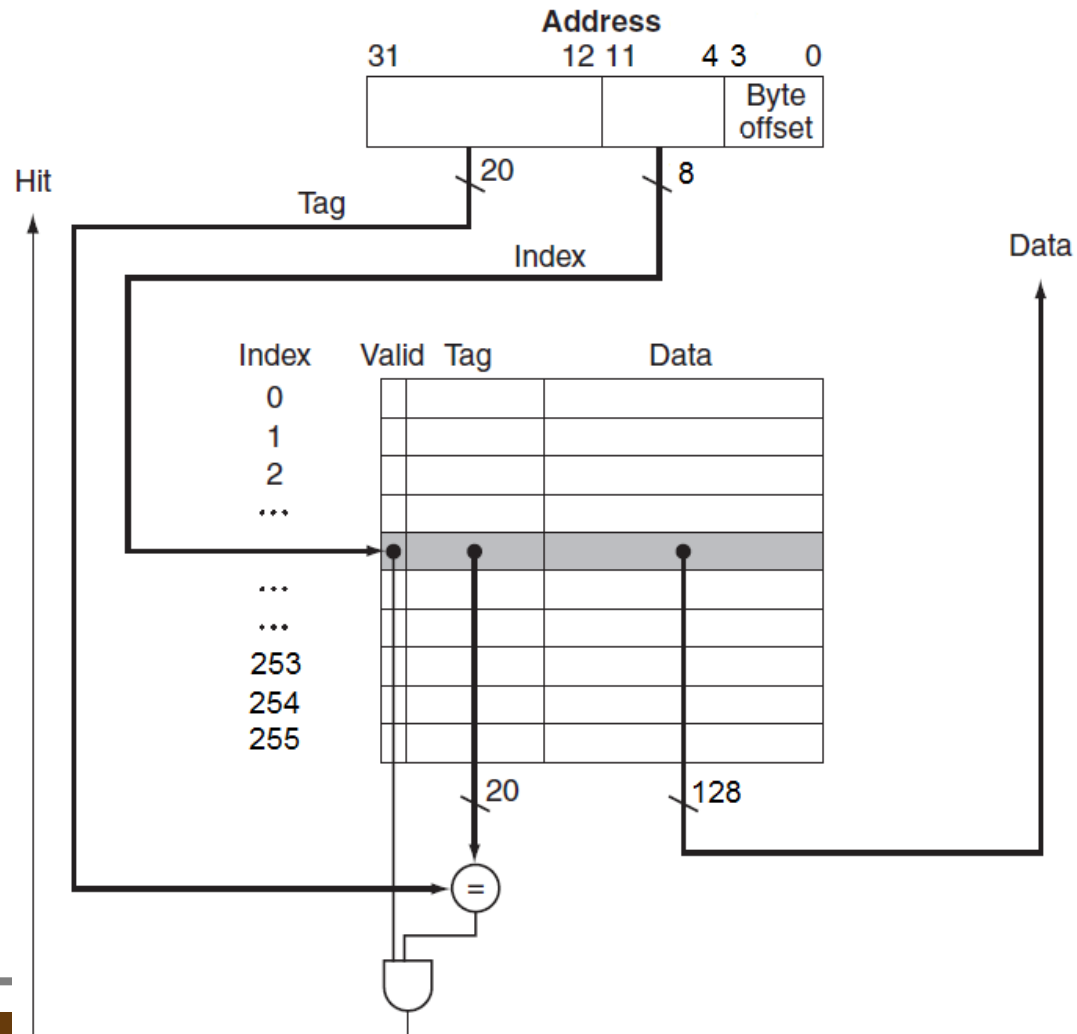 Address
31 12 11 4 3 0
Byte
offset
20 8
Hit
Tag
Data
Index
Index Valid Tag Data
0
1
2
...
...
...
253
254
255
20 128
=